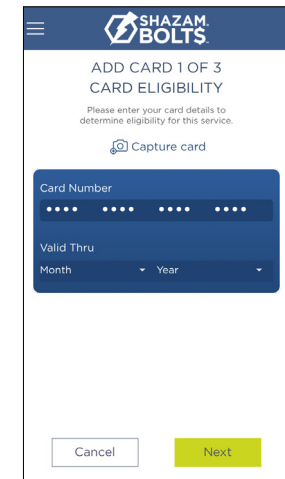 SHAZAM.
BOLT$.
ADD CARD 1 OF 3
CARD ELIGIBILITY
Please enter your card details to
determine eligibility for this service.
Capture card
Card Number
•••• •••• •••• ••••
Valid Thru
Month Year
Cancel Next